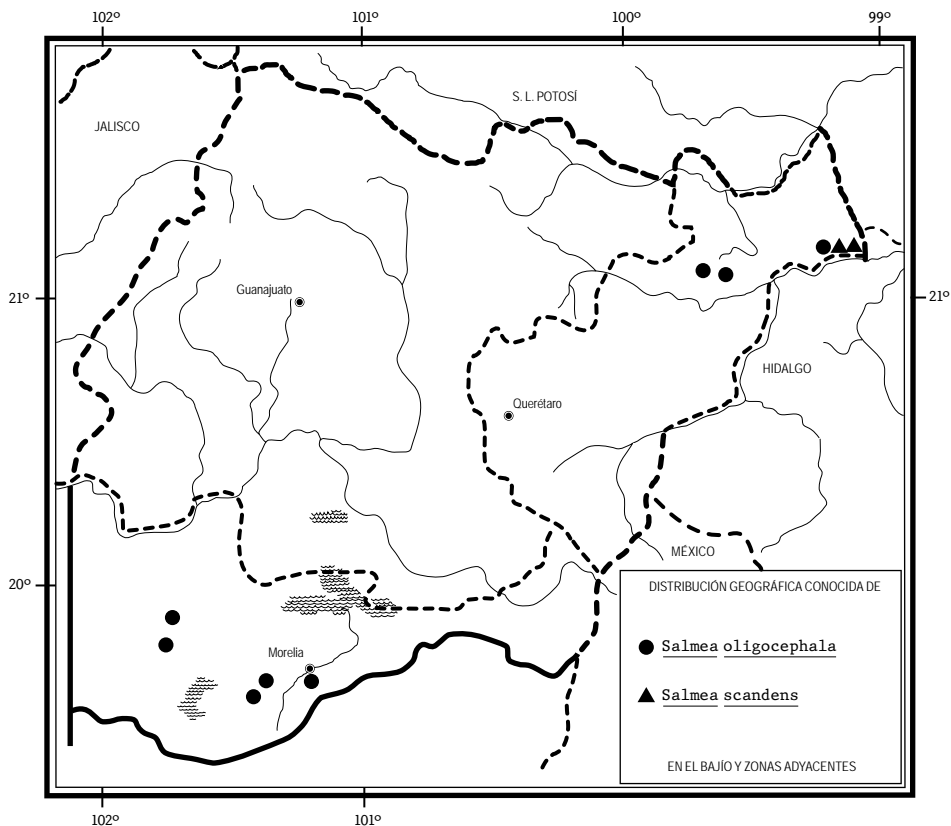 102º 101º 100º 99º
S. L. POTOSÍ
JALISCO
Guanajuato
21º 21º
HIDALGO
Querétaro
MÉXICO
20º
DISTRIBUCIÓN GEOGRÁFICA CONOCIDA DE
Salmea oligocephala
Morelia
Salmea scandens
EN EL BAJÍO Y ZONAS ADYACENTES
102º 101º